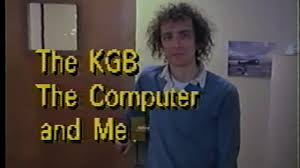 The KGB
The Computer
and Me